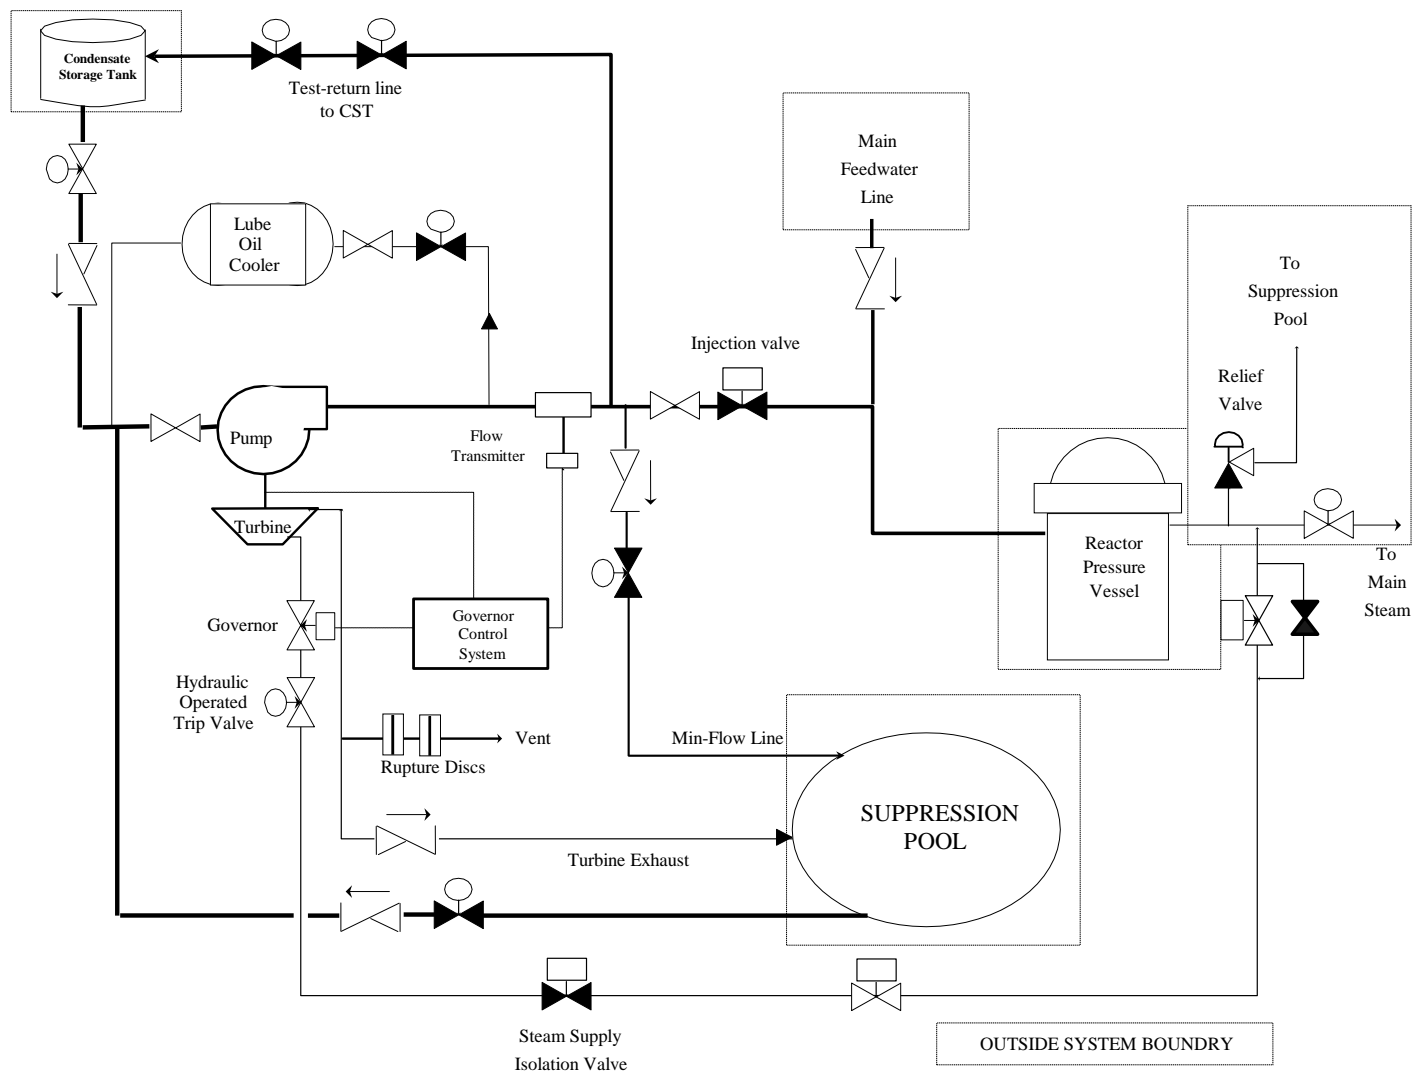 Condensate
Storage Tank
Test-return line
to CST
Main
Feedwater
Line
Lube
Oil
Cooler
To
Suppression
Pool
Injection valve
Relief
Valve
Pump
Flow
Transmitter
Turbine
Reactor
Pressure
Vessel
To
Main
Steam
Governor
Governor
Control
System
Hydraulic
Operated
Trip Valve
Vent
Rupture Discs
Min-Flow Line
SUPPRESSION
POOL
Turbine Exhaust
Steam Supply
Isolation Valve
OUTSIDE SYSTEM BOUNDRY